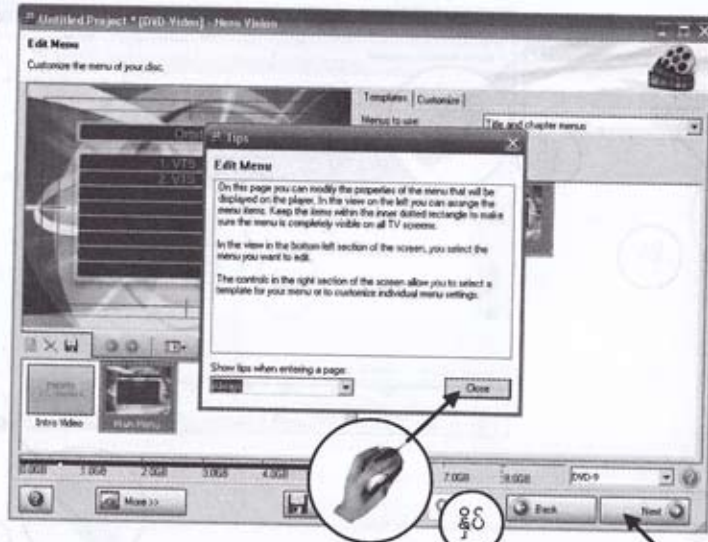 Untitled Project * [DVD-Video] - Nero Vision
Edit Menu
Customize the menu of your disc.
Templates
Customize
Menus to use:
Title and chapter menus
1. VTS
2. VTS
Tips
Edit Menu
On this page you can modify the properties of the menu that will be
displayed on the player. In the view on the left you can arrange the
menu items. Keep the items within the inner dotted rectangle to make
sure the menu is completely visible on all TV screens.
In the view in the bottom-left section of the screen, you select the
menu you want to edit.
The controls in the right section of the screen allow you to select a
template for your menu or to customize individual menu settings.
Show tips when entering a page:
Always
Close
Intro Video
Main Menu
0.0GB 1.0GB 2.0GB 3.0GB 4.0GB 7.0GB 8.0GB DVD-9
More >>
Back
Next